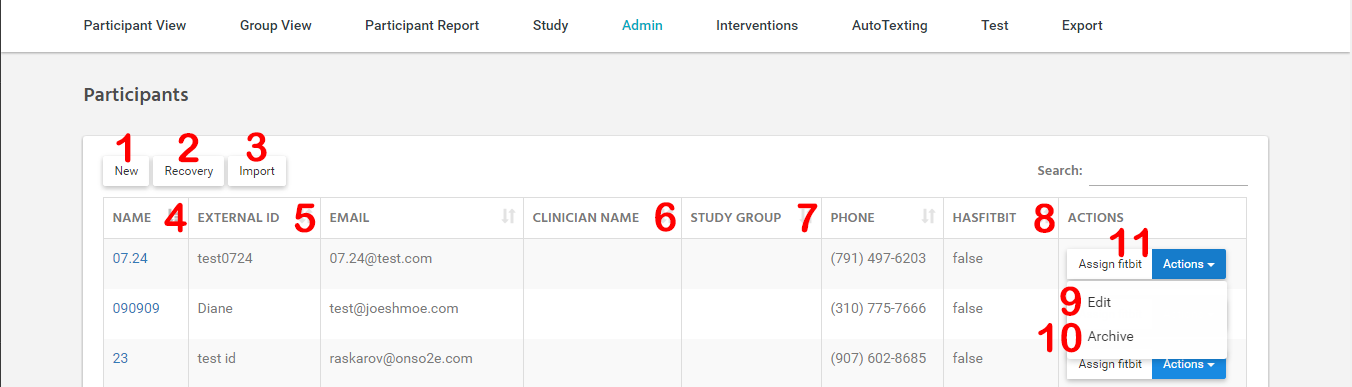 Participant View Group View Participant Report Study Admin Interventions AutoTexting Test Export
Participants
1 2 3
New Recovery Import Search:
NAME 4 EXTERNAL ID 5 EMAIL CLINICIAN NAME 6 STUDY GROUP 7 PHONE HASFITBIT 8 ACTIONS
11
07.24 test0724 07.24@test.com (791) 497-6203 false Assign fitbit Actions
090909 Diane test@joeshmoe.com (310) 775-7666 false 9 Edit
10 Archive
23 test id raskarov@onso2e.com (907) 602-8685 false Assign fitbit Actions